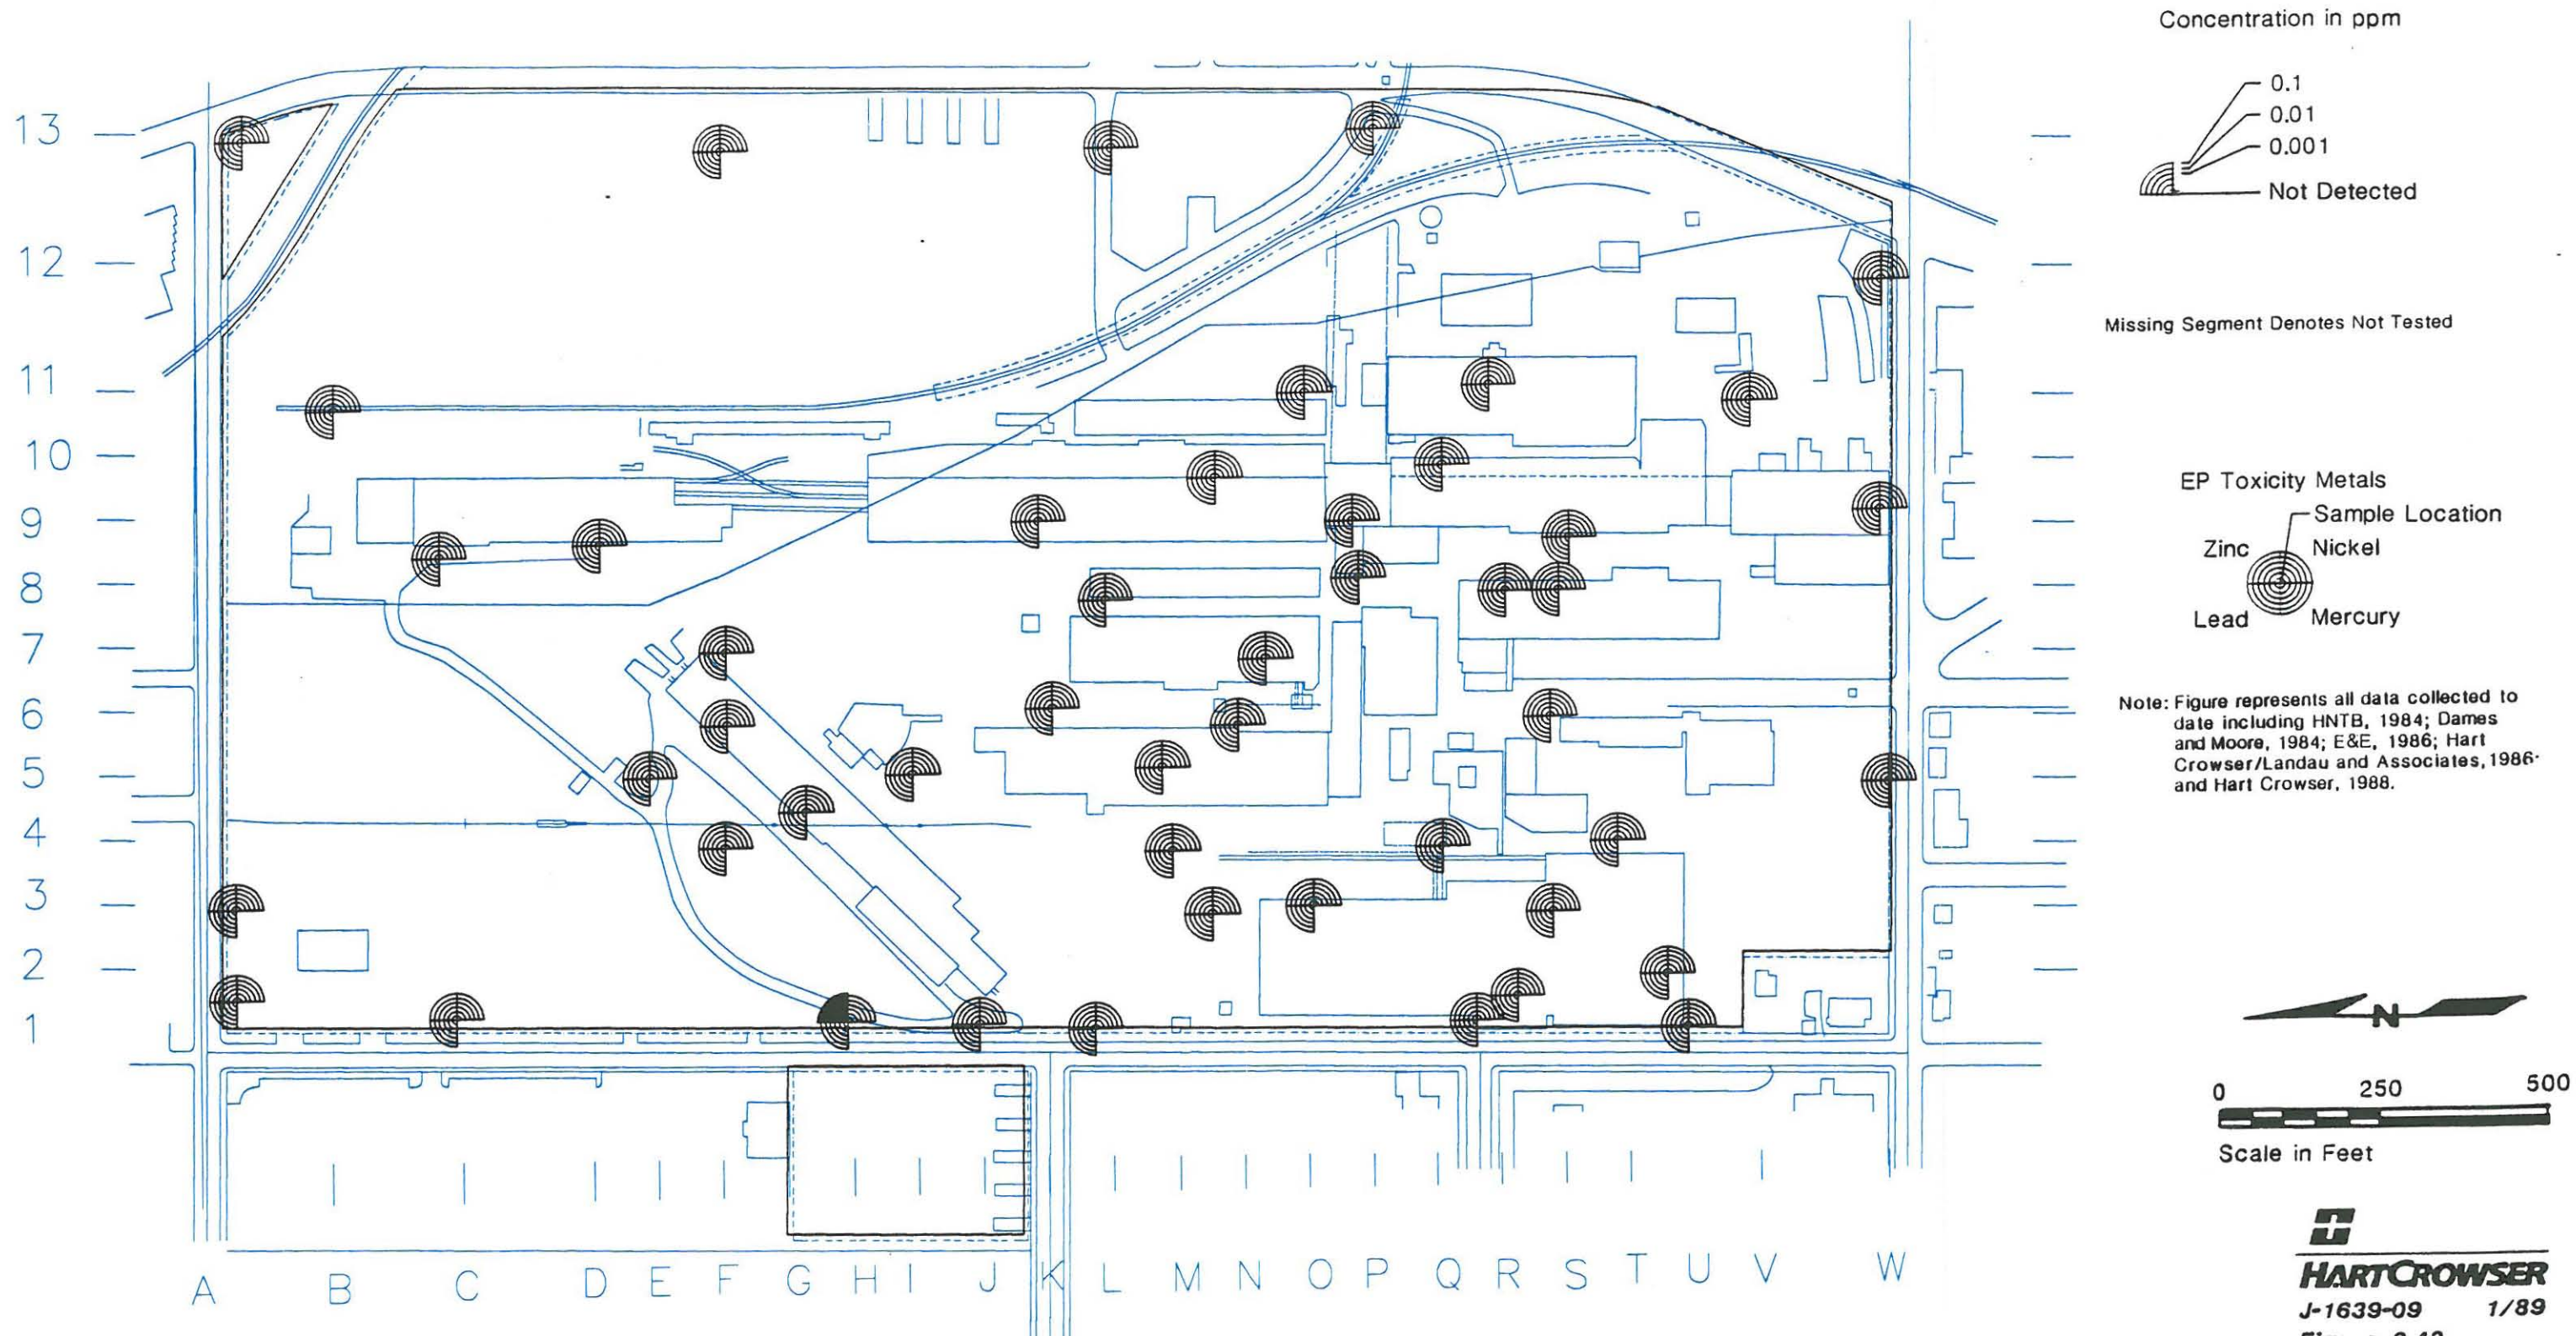 Concentration in ppm
0.1
0.01
0.001
Not Detected
Missing Segment Denotes Not Tested
EP Toxicity Metals
Sample Location
Zinc
Nickel
Lead
Mercury
Note: Figure represents all data collected to
date including HNTB, 1984; Dames
and Moore, 1984; E&E, 1986; Hart
Crowser/Landau and Associates, 1986
and Hart Crowser, 1988.
13
12
11
10
9
8
7
6
5
4
3
2
1
A B C D E F G H I J K L M N O P Q R S T U V W
N
0 250 500
Scale in Feet
HARTCROWSER
J-1639-09 1/89